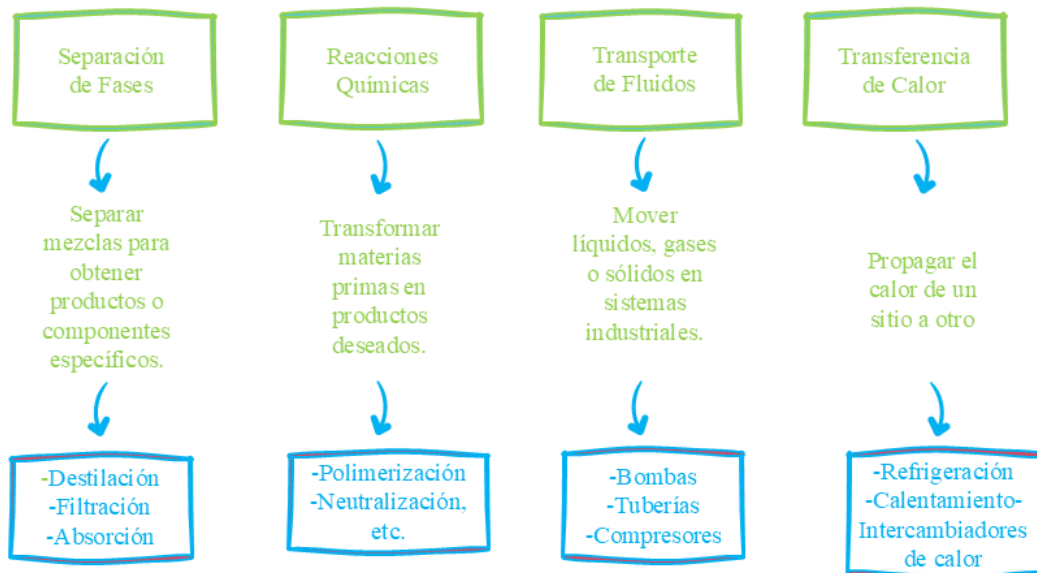 Separación
de Fases
Reacciones
Químicas
Transporte
de Fluidos
Transferencia
de Calor
Separar
mezclas para
obtener
productos o
componentes
específicos.
Transformar
materias
primas en
productos
deseados.
Mover
líquidos, gases
o sólidos en
sistemas
industriales.
Propagar el
calor de un
sitio a otro
-Destilación
-Filtración
-Absorción
-Polimerización
-Neutralización,
etc.
-Bombas
-Tuberías
-Compresores
-Refrigeración
-Calentamiento-
Intercambiadores
de calor